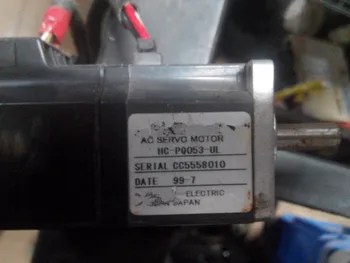 AC SERVO MOTOR
HC-PQ053-UL
SERIAL CC5558010
DATE 99-7
ELECTRIC
JAPAN